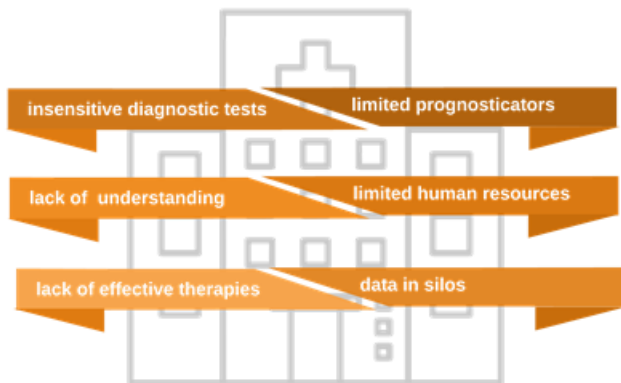 insensitive diagnostic tests
limited prognosticators
lack of understanding
limited human resources
lack of effective therapies
data in silos